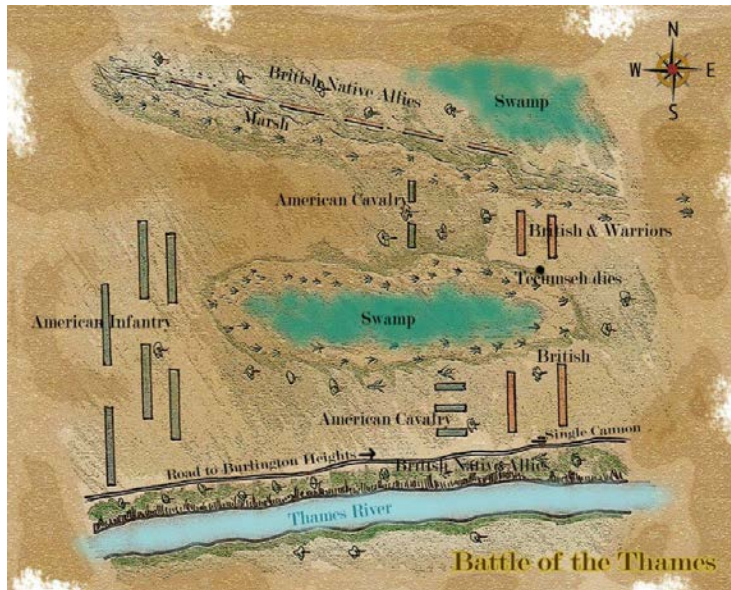 N
British Native Allies
W E
Swamp
S
Marsh
American Cavalry
British & Warriors
Tecumseh dies
American Infantry
Swamp
British
American Cavalry
Single Cannon
Road to Burlington Heights
British Native Allies
Thames River
Battle of the Thames